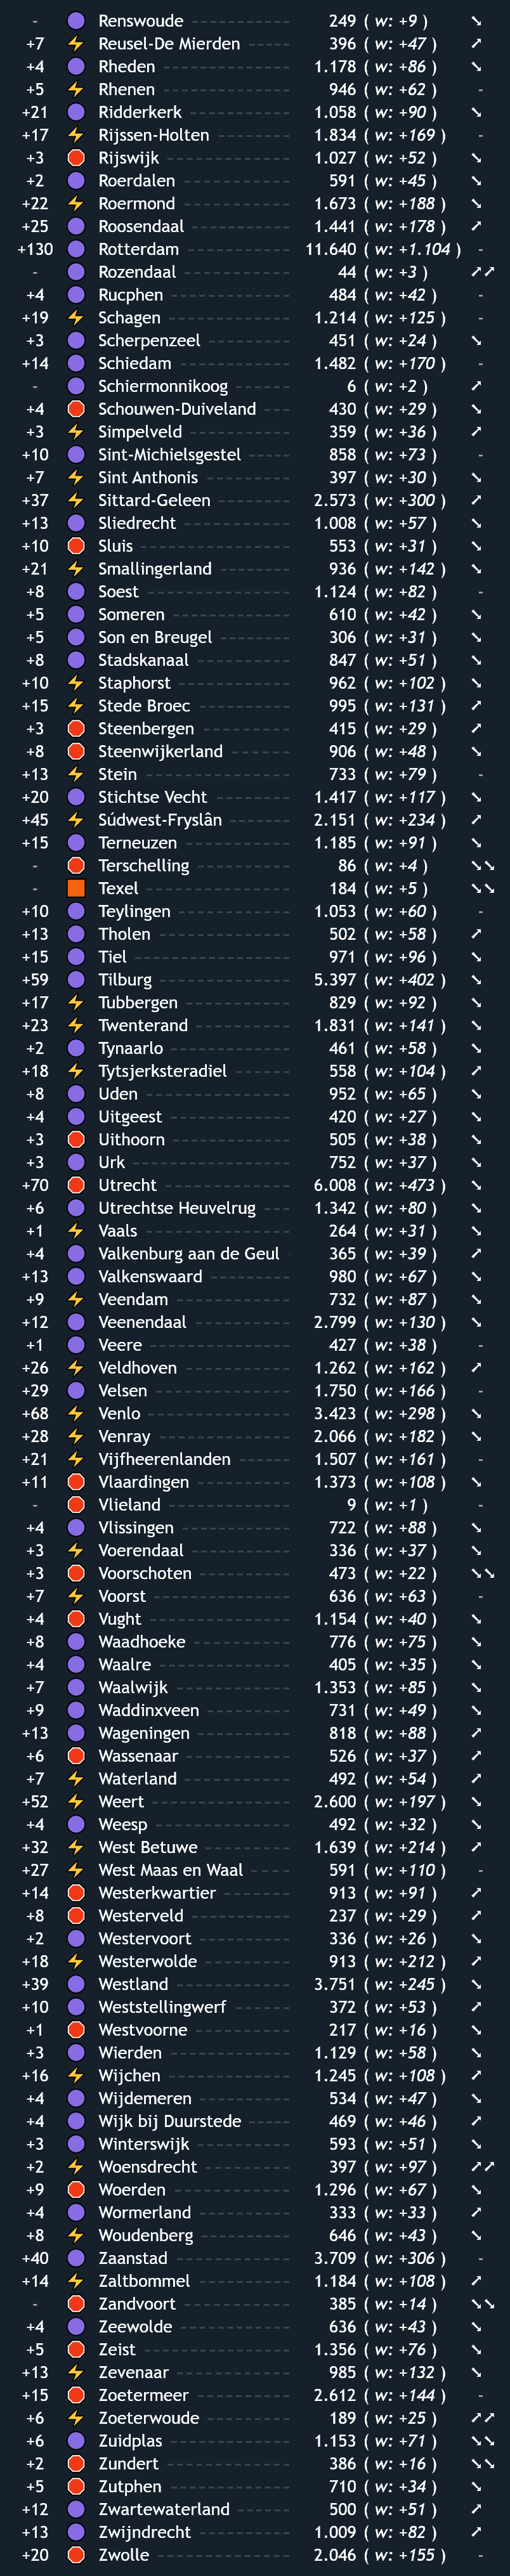 - Renswoude 249 ( w: +9 )
+7 Reusel-De Mierden 396 ( w: +47 )
+4 Rheden 1.178 ( w: +86 )
+5 Rhenen 946 ( w: +62 ) -
+21 Ridderkerk 1.058 ( w: +90 )
+17 Rijssen-Holten 1.834 ( w: +169 ) -
+3 Rijswijk 1.027 ( w: +52 )
+2 Roerdalen 591 ( w: +45 )
+22 Roermond 1.673 ( w: +188 )
+25 Roosendaal 1.441 ( w: +178 )
+130 Rotterdam 11.640 ( w: +1.104 ) -
- Rozendaal 44 ( w: +3 )
+4 Rucphen 484 ( w: +42 ) -
+19 Schagen 1.214 ( w: +125 ) -
+3 Scherpenzeel 451 ( w: +24 )
+14 Schiedam 1.482 ( w: +170 ) -
- Schiermonnikoog 6 ( w: +2 )
+4 Schouwen-Duiveland 430 ( w: +29 )
+3 Simpelveld 359 ( w: +36 )
+10 Sint-Michielsgestel 858 ( w: +73 ) -
+7 Sint Anthonis 397 ( w: +30 )
+37 Sittard-Geleen 2.573 ( w: +300 )
+13 Sliedrecht 1.008 ( w: +57 )
+10 Sluis 553 ( w: +31 )
+21 Smallingerland 936 ( w: +142 )
+8 Soest 1.124 ( w: +82 ) -
+5 Someren 610 ( w: +42 )
+5 Son en Breugel 306 ( w: +31 )
+8 Stadskanaal 847 ( w: +51 )
+10 Staphorst 962 ( w: +102 )
+15 Stede Broec 995 ( w: +131 )
+3 Steenbergen 415 ( w: +29 )
+8 Steenwijkerland 906 ( w: +48 )
+13 Stein 733 ( w: +79 ) -
+20 Stichtse Vecht 1.417 ( w: +117 )
+45 Súdwest-Fryslân 2.151 ( w: +234 )
+15 Terneuzen 1.185 ( w: +91 )
- Terschelling 86 ( w: +4 )
- Texel 184 ( w: +5 )
+10 Teylingen 1.053 ( w: +60 ) -
+13 Tholen 502 ( w: +58 )
+15 Tiel 971 ( w: +96 )
+59 Tilburg 5.397 ( w: +402 )
+17 Tubbergen 829 ( w: +92 )
+23 Twenterand 1.831 ( w: +141 )
+2 Tynaarlo 461 ( w: +58 )
+18 Tytsjerksteradiel 558 ( w: +104 )
+8 Uden 952 ( w: +65 )
+4 Uitgeest 420 ( w: +27 )
+3 Uithoorn 505 ( w: +38 )
+3 Urk 752 ( w: +37 )
+70 Utrecht 6.008 ( w: +473 )
+6 Utrechtse Heuvelrug 1.342 ( w: +80 )
+1 Vaals 264 ( w: +31 )
+4 Valkenburg aan de Geul 365 ( w: +39 )
+13 Valkenswaard 980 ( w: +67 )
+9 Veendam 732 ( w: +87 )
+12 Veenendaal 2.799 ( w: +130 )
+1 Veere 427 ( w: +38 ) -
+26 Veldhoven 1.262 ( w: +162 )
+29 Velsen 1.750 ( w: +166 ) -
+68 Venlo 3.423 ( w: +298 )
+28 Venray 2.066 ( w: +182 )
+21 Vijfheerenlanden 1.507 ( w: +161 ) -
+11 Vlaardingen 1.373 ( w: +108 )
- Vlieland 9 ( w: +1 ) -
+4 Vlissingen 722 ( w: +88 )
+3 Voerendaal 336 ( w: +37 )
+3 Voorschoten 473 ( w: +22 )
+7 Voorst 636 ( w: +63 ) -
+4 Vught 1.154 ( w: +40 )
+8 Waadhoeke 776 ( w: +75 )
+4 Waalre 405 ( w: +35 )
+7 Waalwijk 1.353 ( w: +85 )
+9 Waddinxveen 731 ( w: +49 )
+13 Wageningen 818 ( w: +88 )
+6 Wassenaar 526 ( w: +37 )
+7 Waterland 492 ( w: +54 )
+52 Weert 2.600 ( w: +197 )
+4 Weesp 492 ( w: +32 )
+32 West Betuwe 1.639 ( w: +214 )
+27 West Maas en Waal 591 ( w: +110 ) -
+14 Westerkwartier 913 ( w: +91 )
+8 Westerveld 237 ( w: +29 )
+2 Westervoort 336 ( w: +26 )
+18 Westerwolde 913 ( w: +212 )
+39 Westland 3.751 ( w: +245 )
+10 Weststellingwerf 372 ( w: +53 )
+1 Westvoorne 217 ( w: +16 )
+3 Wierden 1.129 ( w: +58 )
+16 Wijchen 1.245 ( w: +108 )
+4 Wijdemeren 534 ( w: +47 )
+4 Wijk bij Duurstede 469 ( w: +46 )
+3 Winterswijk 593 ( w: +51 )
+2 Woensdrecht 397 ( w: +97 )
+9 Woerden 1.296 ( w: +67 )
+4 Wormerland 333 ( w: +33 )
+8 Woudenberg 646 ( w: +43 )
+40 Zaanstad 3.709 ( w: +306 ) -
+14 Zaltbommel 1.184 ( w: +108 )
- Zandvoort 385 ( w: +14 )
+4 Zeewolde 636 ( w: +43 )
+5 Zeist 1.356 ( w: +76 )
+13 Zevenaar 985 ( w: +132 )
+15 Zoetermeer 2.612 ( w: +144 ) -
+6 Zoeterwoude 189 ( w: +25 )
+6 Zuidplas 1.153 ( w: +71 )
+2 Zundert 386 ( w: +16 )
+5 Zutphen 710 ( w: +34 )
+12 Zwartewaterland 500 ( w: +51 )
+13 Zwijndrecht 1.009 ( w: +82 )
+20 Zwolle 2.046 ( w: +155 ) -